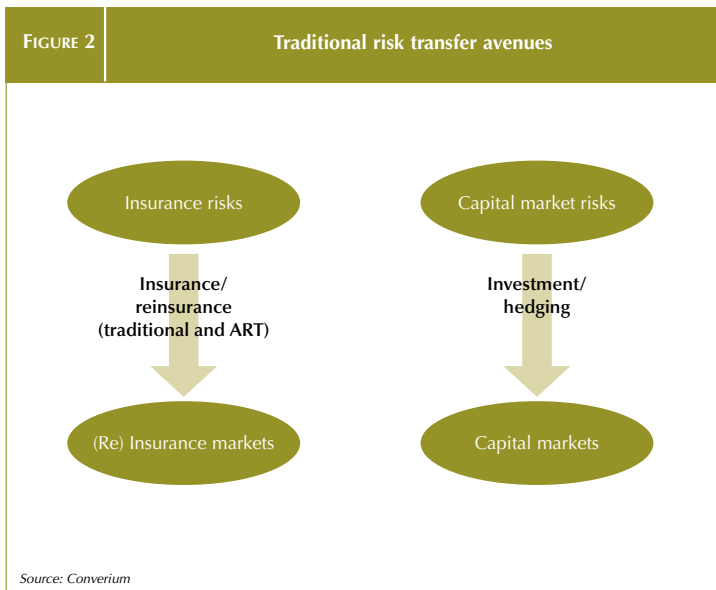 FIGURE 2
Traditional risk transfer avenues
Insurance risks
Capital market risks
Insurance/
reinsurance
(traditional and ART)
Investment/
hedging
(Re) Insurance markets
Capital markets
Source: Converium